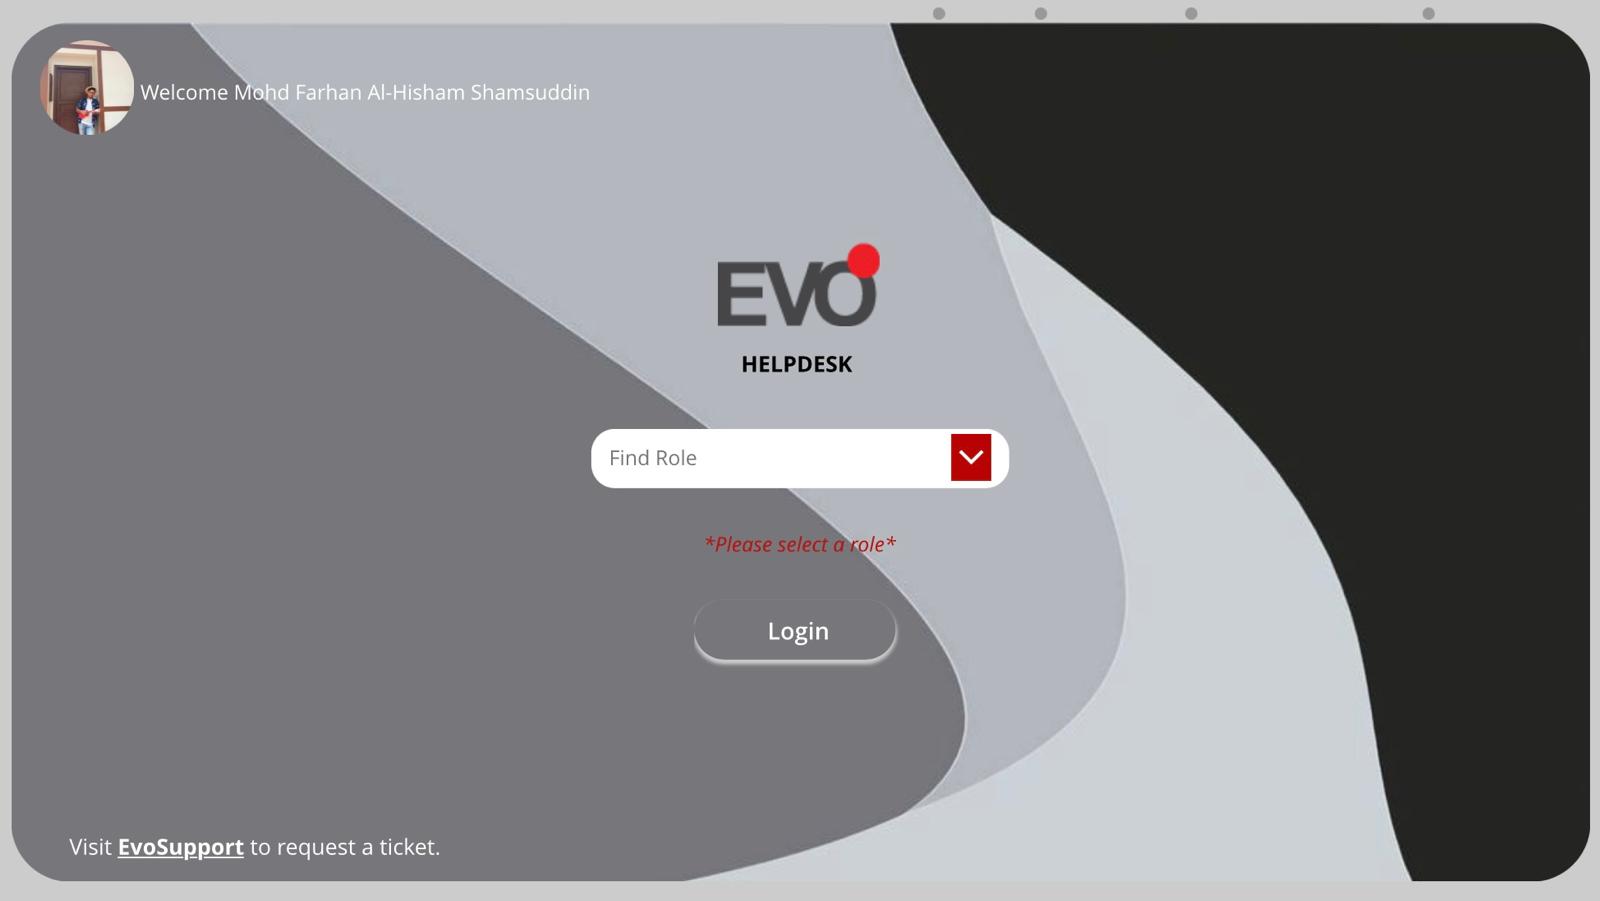 Welcome Mohd Farhan Al-Hisham Shamsuddin
EVO
HELPDESK
Find Role
*Please select a role*
Login
Visit EvoSupport to request a ticket.